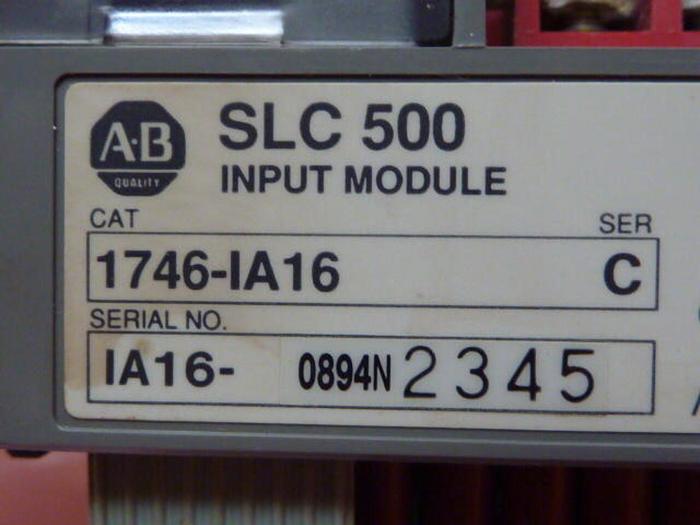 A·B
QUALITY
SLC 500
INPUT MODULE
CAT
SER
1746-IA16 C
SERIAL NO.
IA16- 0894N 2345